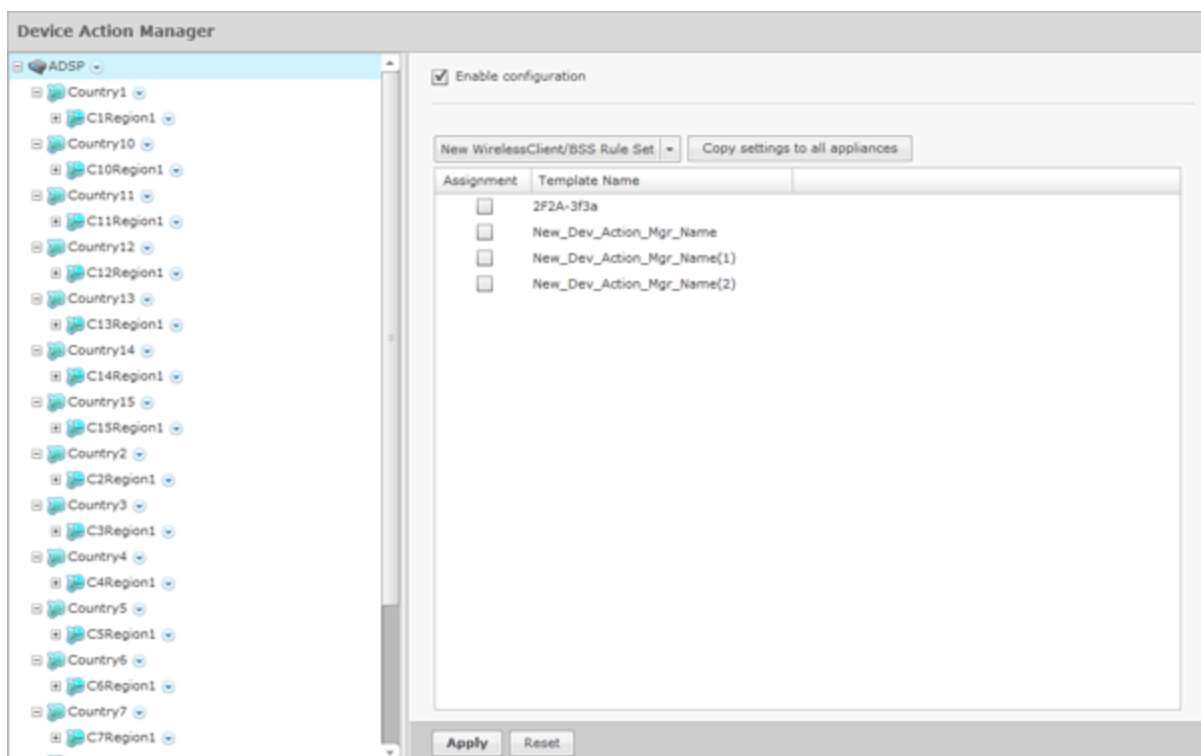 Device Action Manager
ADSP
Country1
C1Region1
Country10
C10Region1
Country11
C11Region1
Country12
C12Region1
Country13
C13Region1
Country14
C14Region1
Country15
C15Region1
Country2
C2Region1
Country3
C3Region1
Country4
C4Region1
Country5
C5Region1
Country6
C6Region1
Country7
C7Region1
Enable configuration
New WirelessClient/BSS Rule Set
Copy settings to all appliances
Assignment Template Name
2F2A-3f3a
New_Dev_Action_Mgr_Name
New_Dev_Action_Mgr_Name(1)
New_Dev_Action_Mgr_Name(2)
Apply Reset